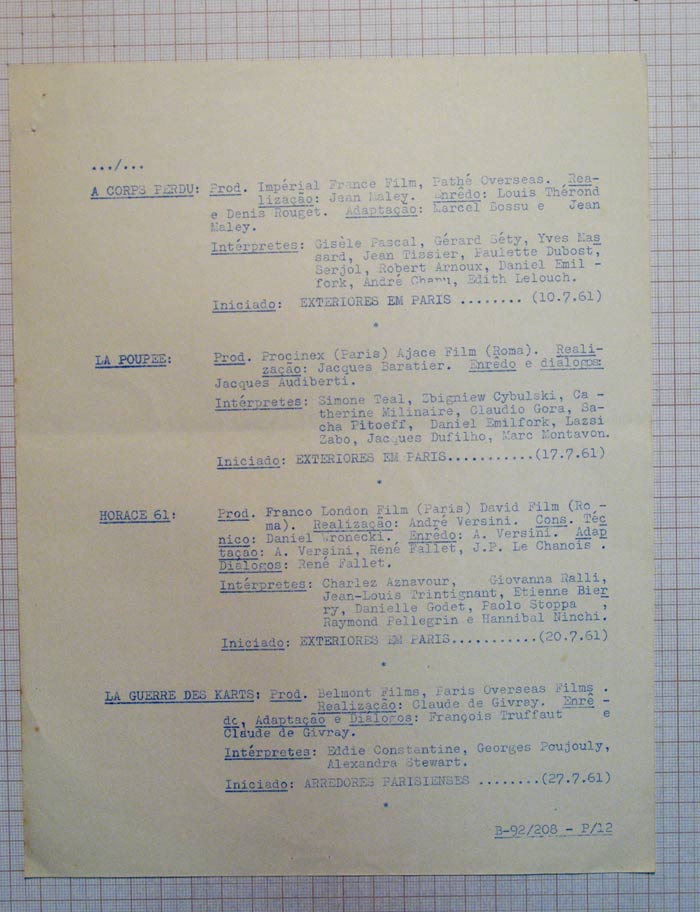 .../...
A CORPS PERDU: Prod. Impérial France Film, Pathé Overseas. Rea-
lização: Jean Maley. Enrêdo: Louis Thérond
e Denis Rouget. Adaptação: Marcel Bossu e Jean
Maley.
Intérpretes: Gisèle Pascal, Gérard Séty, Yves Mas
sard, Jean Tissier, Paulette Dubost,
Serjol, Robert Arnoux, Daniel Emil -
fork, André Chanu, Edith Lelouch.
Iniciado: EXTERIORES EM PARIS ........ (10.7.61)
*
LA POUPEE: Prod. Procinex (Paris) Ajace Film (Roma). Reali-
zação: Jacques Baratier. Enrêdo e dialogos:
Jacques Audiberti.
Intérpretes: Simone Teal, Zbigniew Cybulski, Ca -
therine Milinaire, Claudio Gora, Sa-
cha Pitoeff, Daniel Emilfork, Lazsi
Zabo, Jacques Dufilho, Marc Montavon.
Iniciado: EXTERIORES EM PARIS...........(17.7.61)
*
HORACE 61: Prod. Franco London Film (Paris) David Film (Ro -
ma). Realização: André Versini. Cons. Téc
nico: Daniel Wronecki. Enrêdo: A. Versini. Adap
tação: A. Versini, René Fallet, J.P. Le Chanois .
Diálogos: René Fallet.
Intérpretes: Charlez Aznavour, Giovanna Ralli,
Jean-Louis Trintignant, Etienne Bier
ry, Danielle Godet, Paolo Stoppa ,
Raymond Pellegrin e Hannibal Ninchi.
Iniciado: EXTERIORES EM PARIS...........(20.7.61)
*
LA GUERRE DES KARTS: Prod. Belmont Films, Paris Overseas Films .
Realização: Claude de Givray. Enrê -
do, Adaptação e Diálogos: François Truffaut e
Claude de Givray.
Intérpretes: Eddie Constantine, Georges Poujouly,
Alexandra Stewart.
Iniciado: ARREDORES PARISIENSES ........(27.7.61)
*
B-92/208 - P/12